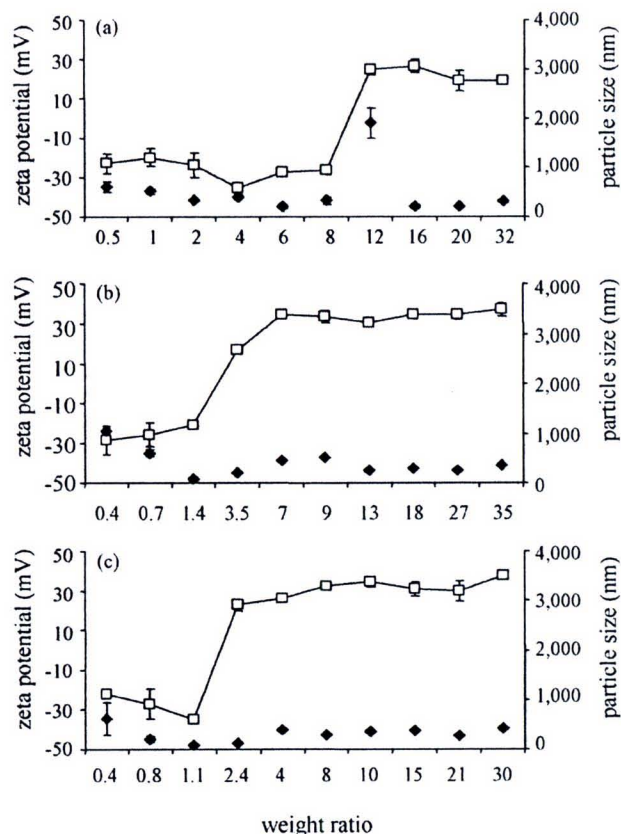 (a)
zeta potential (mV)
50
30
10
-10
-30
-50
4,000
3,000
2,000
1,000
0
particle size (nm)
0.5 1 2 4 6 8 12 16 20 32
(b)
zeta potential (mV)
50
30
10
-10
-30
-50
4,000
3,000
2,000
1,000
0
particle size (nm)
0.4 0.7 1.4 3.5 7 9 13 18 27 35
(c)
zeta potential (mV)
50
30
10
-10
-30
-50
4,000
3,000
2,000
1,000
0
particle size (nm)
0.4 0.8 1.1 2.4 4 8 10 15 21 30
weight ratio